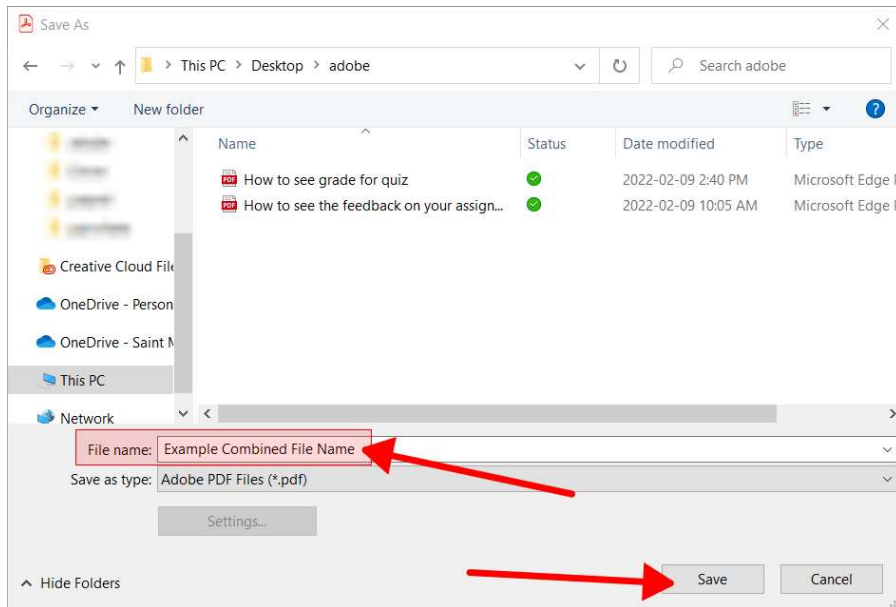 Save As
This PC > Desktop > adobe
Search adobe
Organize
New folder
Name
Status
Date modified
Type
PDF How to see grade for quiz 2022-02-09 2:40 PM Microsoft Edge
PDF How to see the feedback on your assign... 2022-02-09 10:05 AM Microsoft Edge
Creative Cloud File
OneDrive - Person
OneDrive - Saint
This PC
Network
File name: Example Combined File Name
Save as type: Adobe PDF Files (*.pdf)
Settings...
Hide Folders
Save
Cancel